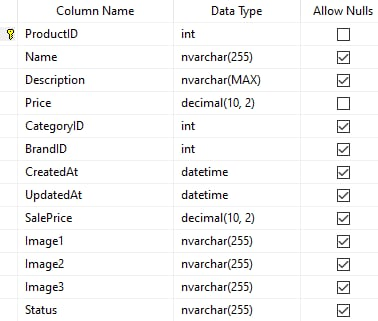 Column Name Data Type Allow Nulls
ProductID int
Name nvarchar(255)
Description nvarchar(MAX)
Price decimal(10, 2)
CategoryID int
BrandID int
CreatedAt datetime
UpdatedAt datetime
SalePrice decimal(10, 2)
Image1 nvarchar(255)
Image2 nvarchar(255)
Image3 nvarchar(255)
Status nvarchar(255)